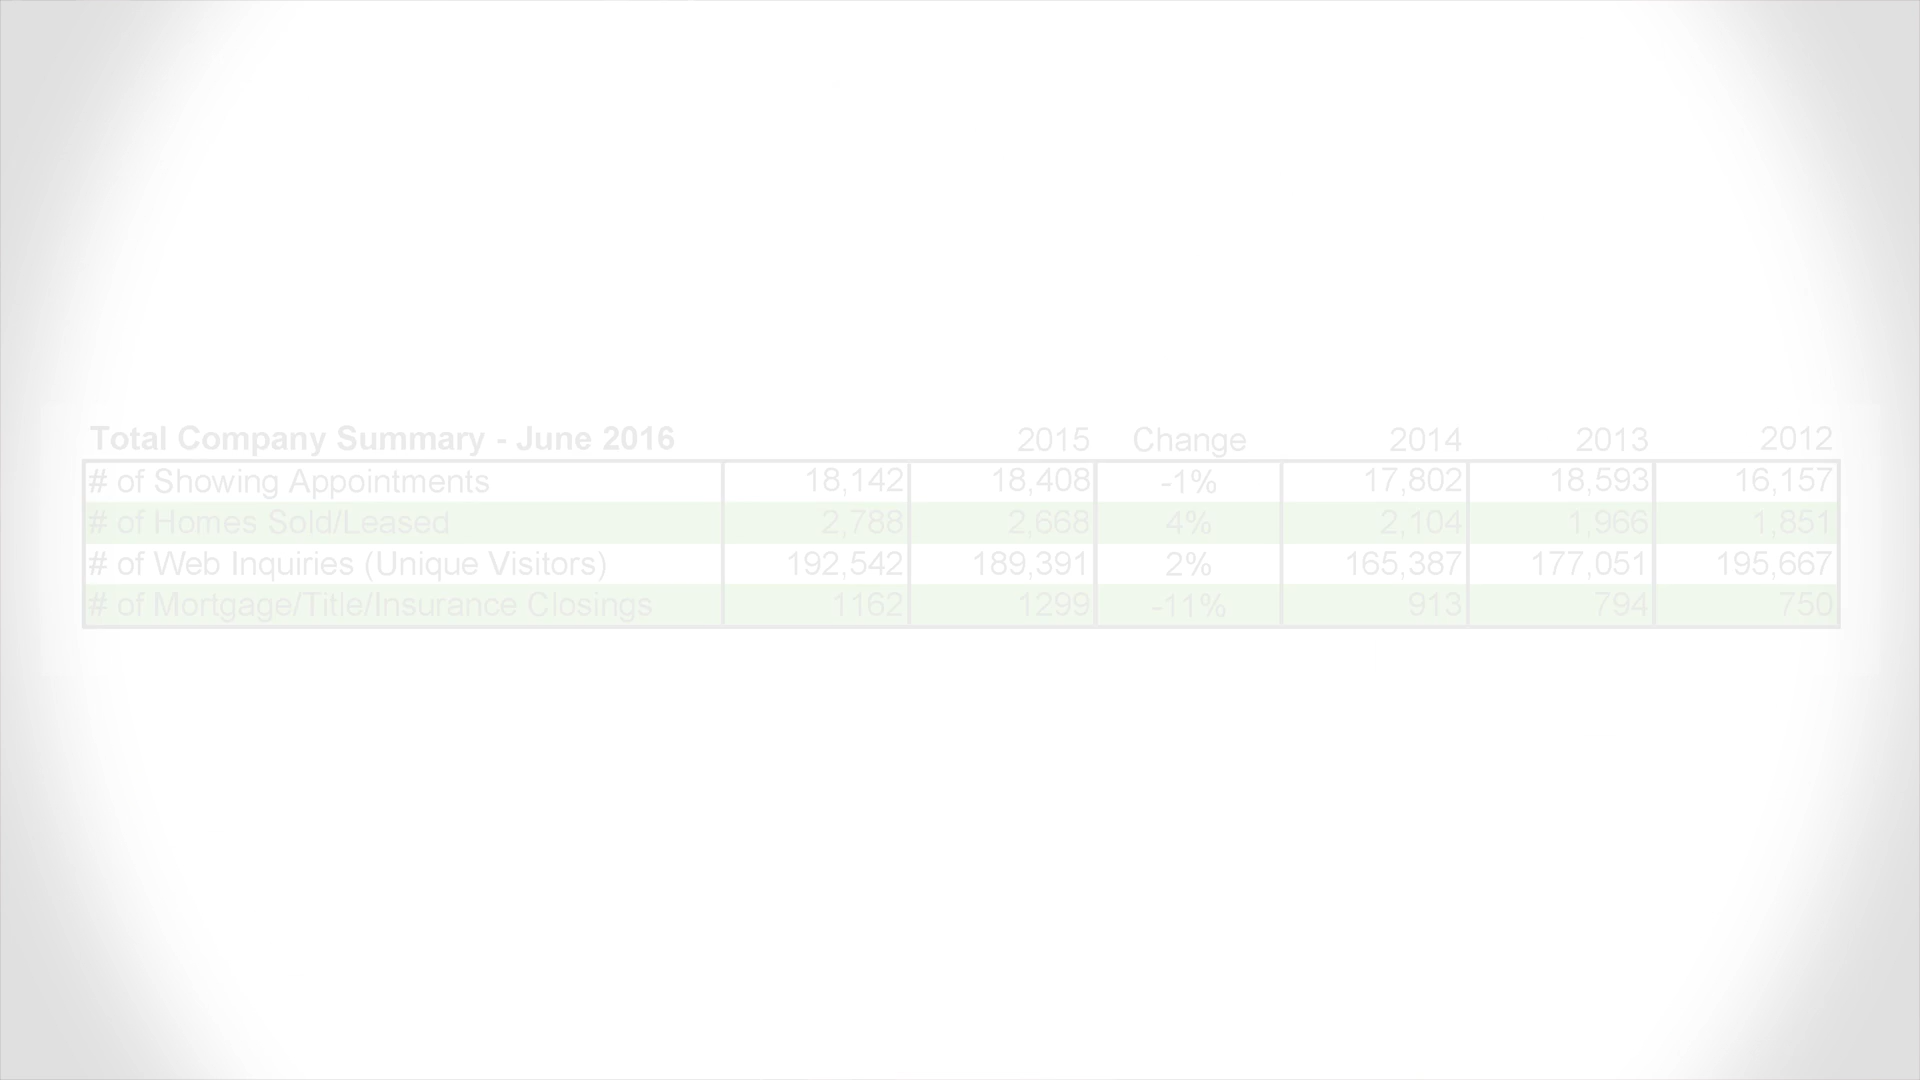 Total Company Summary - June 2016 2015 Change 2014 2013 2012
# of Showing Appointments 18,142 18,408 -1% 17,802 18,593 16,157
# of Homes Sold/Leased 2,788 2,668 4% 2,104 1,966 1,851
# of Web Inquiries (Unique Visitors) 192,542 189,391 2% 165,387 177,051 195,667
# of Mortgage/Title/Insurance Closings 1162 1299 -11% 913 794 750